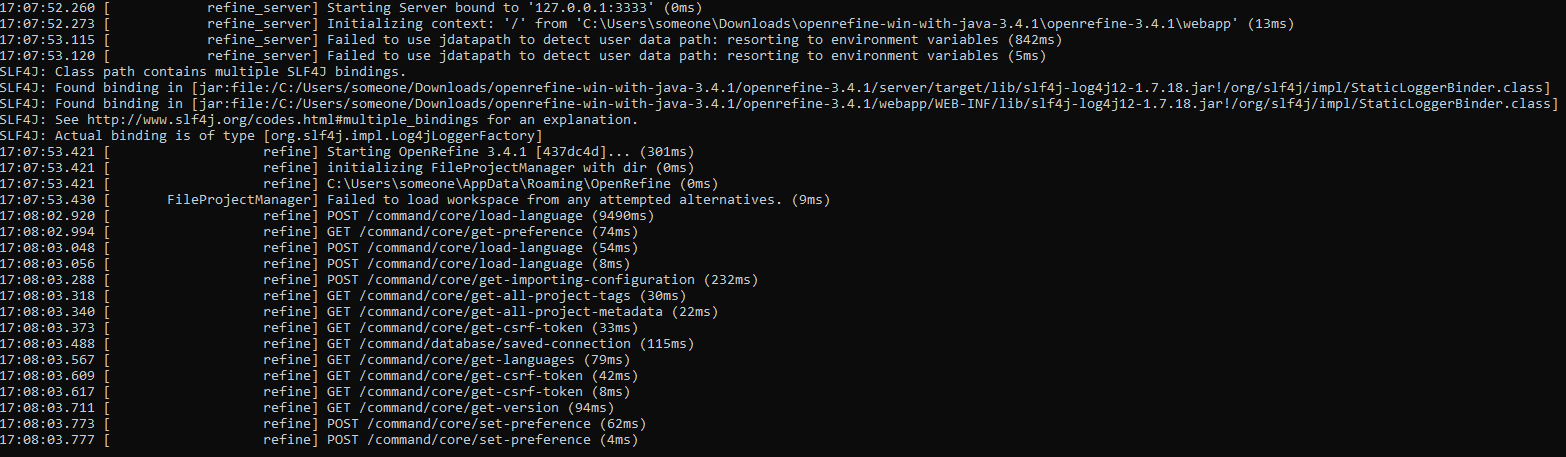 17:07:52.260 [            refine_server] Starting Server bound to '127.0.0.1:3333' (0ms)
17:07:52.273 [            refine_server] Initializing context: '/' from 'C:\Users\someone\Downloads\openrefine-win-with-java-3.4.1\openrefine-3.4.1\webapp' (13ms)
17:07:53.115 [            refine_server] Failed to use jdatapath to detect user data path: resorting to environment variables (842ms)
17:07:53.120 [            refine_server] Failed to use jdatapath to detect user data path: resorting to environment variables (5ms)
SLF4J: Class path contains multiple SLF4J bindings.
SLF4J: Found binding in [jar:file:/C:/Users/someone/Downloads/openrefine-win-with-java-3.4.1/openrefine-3.4.1/server/target/lib/slf4j-log4j12-1.7.18.jar!/org/slf4j/impl/StaticLoggerBinder.class]
SLF4J: Found binding in [jar:file:/C:/Users/someone/Downloads/openrefine-win-with-java-3.4.1/openrefine-3.4.1/webapp/WEB-INF/lib/slf4j-log4j12-1.7.18.jar!/org/slf4j/impl/StaticLoggerBinder.class]
SLF4J: See http://www.slf4j.org/codes.html#multiple_bindings for an explanation.
SLF4J: Actual binding is of type [org.slf4j.impl.Log4jLoggerFactory]
17:07:53.421 [                   refine] Starting OpenRefine 3.4.1 [437dc4d]... (301ms)
17:07:53.421 [                   refine] initializing FileProjectManager with dir (0ms)
17:07:53.421 [                   refine] C:\Users\someone\AppData\Roaming\OpenRefine (0ms)
17:07:53.430 [       FileProjectManager] Failed to load workspace from any attempted alternatives. (9ms)
17:08:02.920 [                   refine] POST /command/core/load-language (9490ms)
17:08:02.994 [                   refine] GET /command/core/get-preference (74ms)
17:08:03.048 [                   refine] POST /command/core/load-language (54ms)
17:08:03.056 [                   refine] POST /command/core/load-language (8ms)
17:08:03.288 [                   refine] POST /command/core/get-importing-configuration (232ms)
17:08:03.318 [                   refine] GET /command/core/get-all-project-tags (30ms)
17:08:03.340 [                   refine] GET /command/core/get-all-project-metadata (22ms)
17:08:03.373 [                   refine] GET /command/core/get-csrf-token (33ms)
17:08:03.488 [                   refine] GET /command/database/saved-connection (115ms)
17:08:03.567 [                   refine] GET /command/core/get-languages (79ms)
17:08:03.609 [                   refine] GET /command/core/get-csrf-token (42ms)
17:08:03.617 [                   refine] GET /command/core/get-csrf-token (8ms)
17:08:03.711 [                   refine] GET /command/core/get-version (94ms)
17:08:03.773 [                   refine] POST /command/core/set-preference (62ms)
17:08:03.777 [                   refine] POST /command/core/set-preference (4ms)